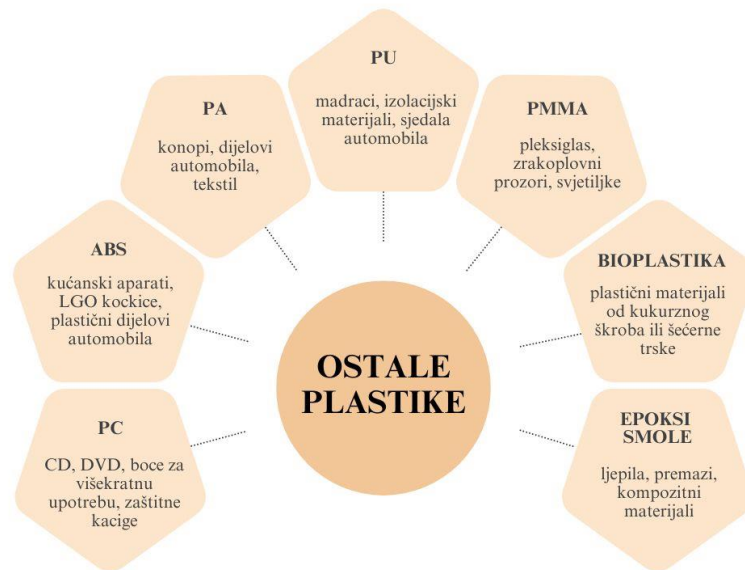 PU
madraci, izolacijski
materijali, sjedala
automobila
PA
konopi, dijelovi
automobila,
tekstil
PMMA
pleksiglas,
zrakoplovni
prozori, svjetiljke
ABS
kućanski aparati,
LGO kockice,
plastični dijelovi
automobila
BIOPLASTIKA
plastični materijali
od kukurznog
škroba ili šećerne
trske
OSTALE
PLASTIKE
PC
CD, DVD, boce za
višekratnu
upotrebu, zaštitne
kacige
EPOKSI
SMOLE
ljepila, premazi,
kompozitni
materijali